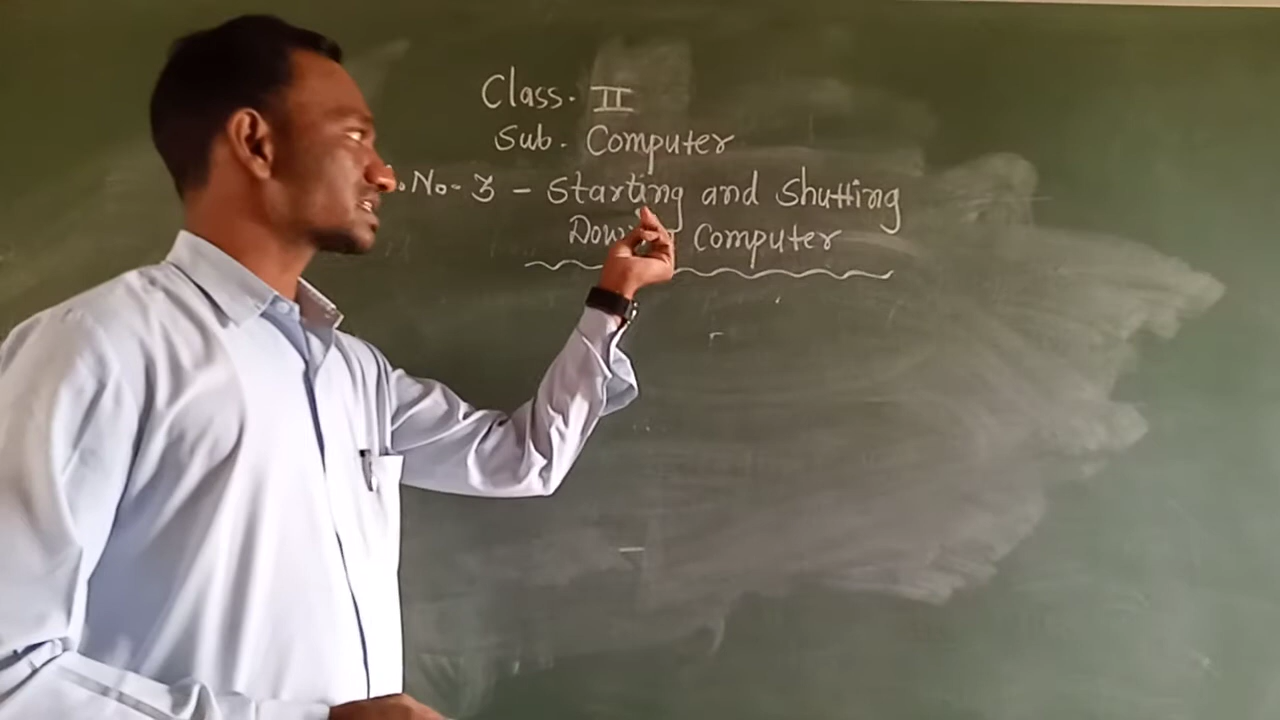 Class. II
Sub. Computer
.No- 3 - Starting and Shutting
Computer